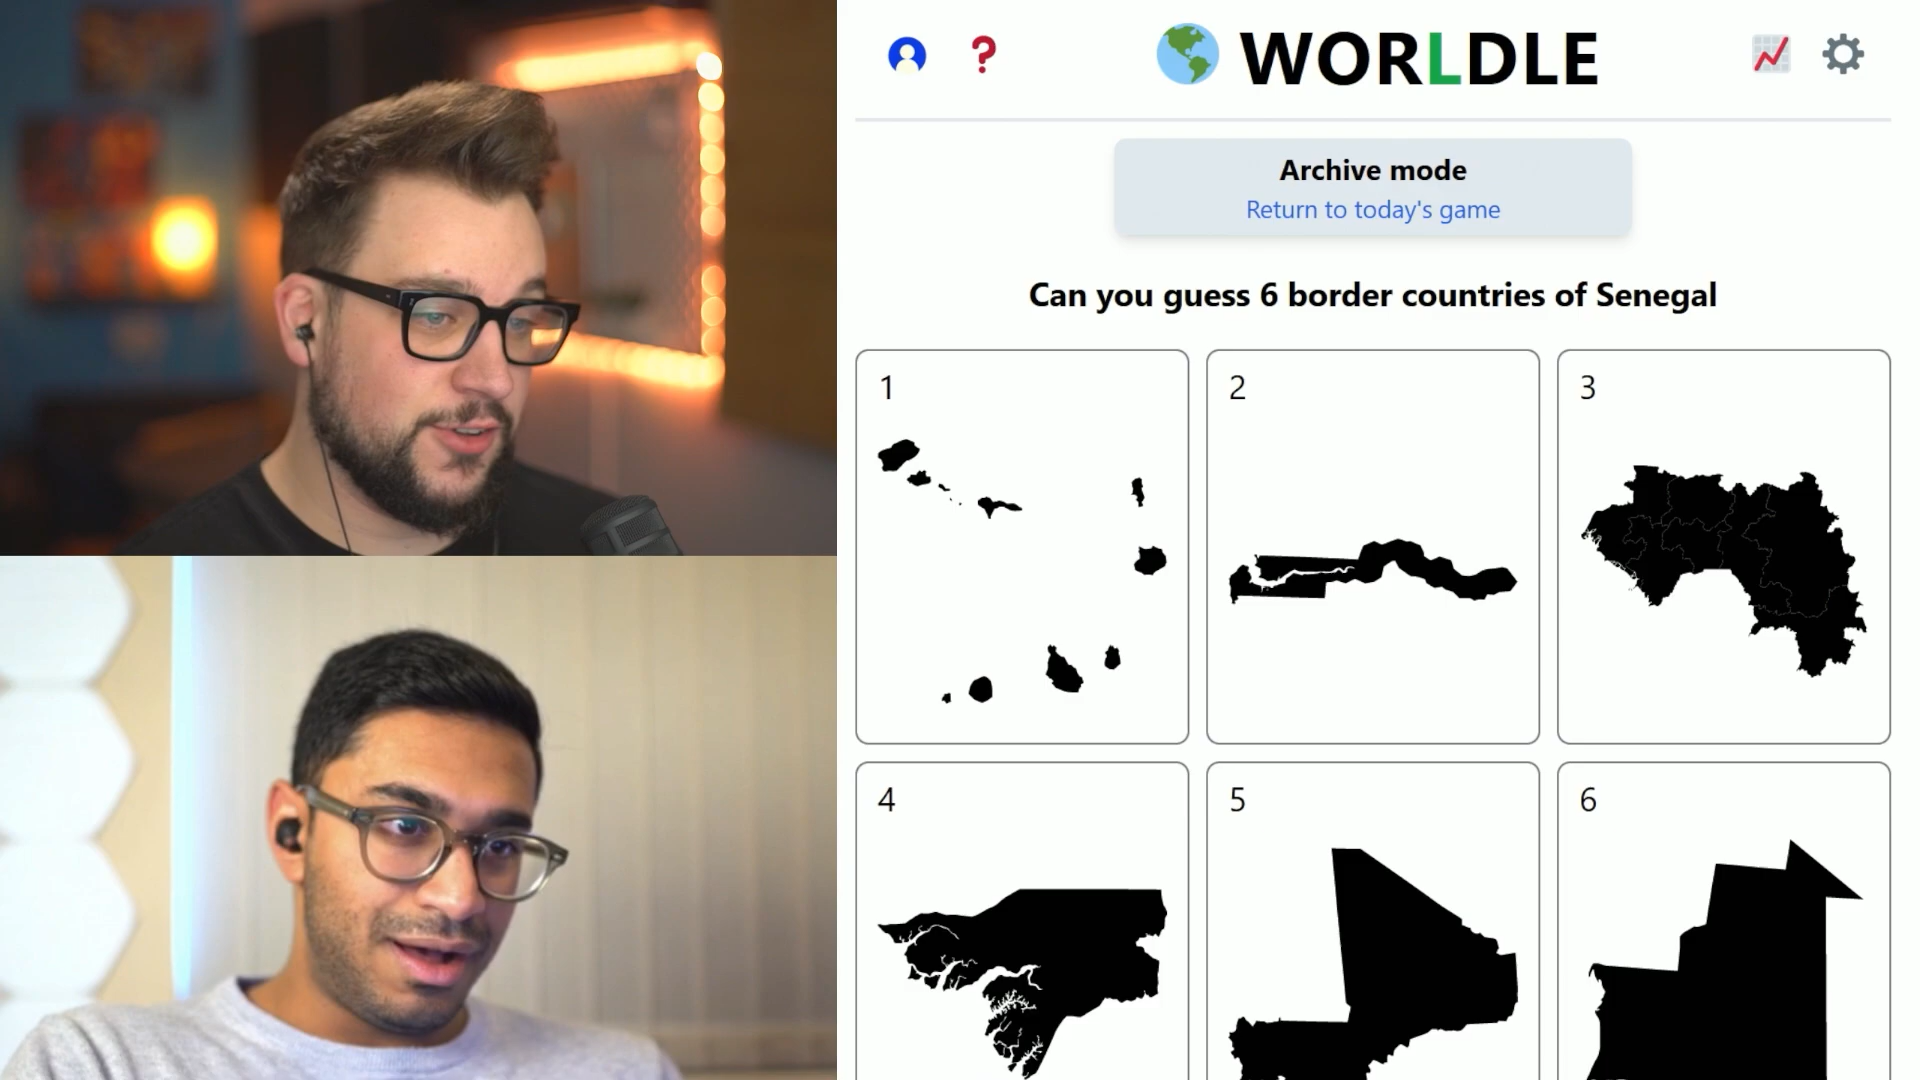 ?
WORLDLE
Archive mode
Return to today's game
Can you guess 6 border countries of Senegal
1
2
3
4
5
6